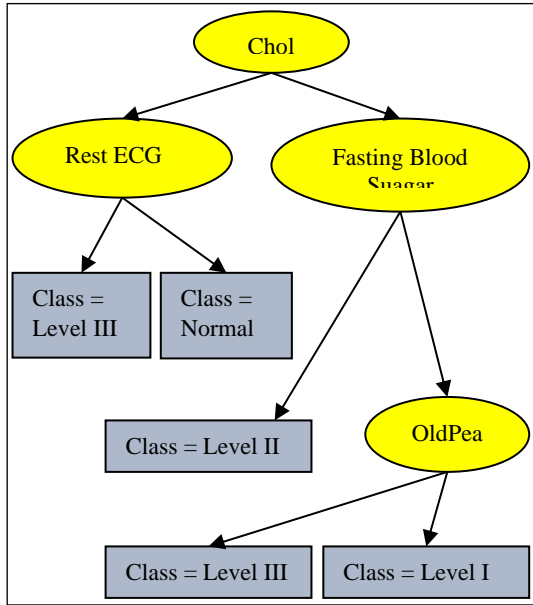 Chol
Rest ECG
Fasting Blood
Suagar
Class =
Level III
Class =
Normal
Class = Level II
OldPea
Class = Level III
Class = Level I